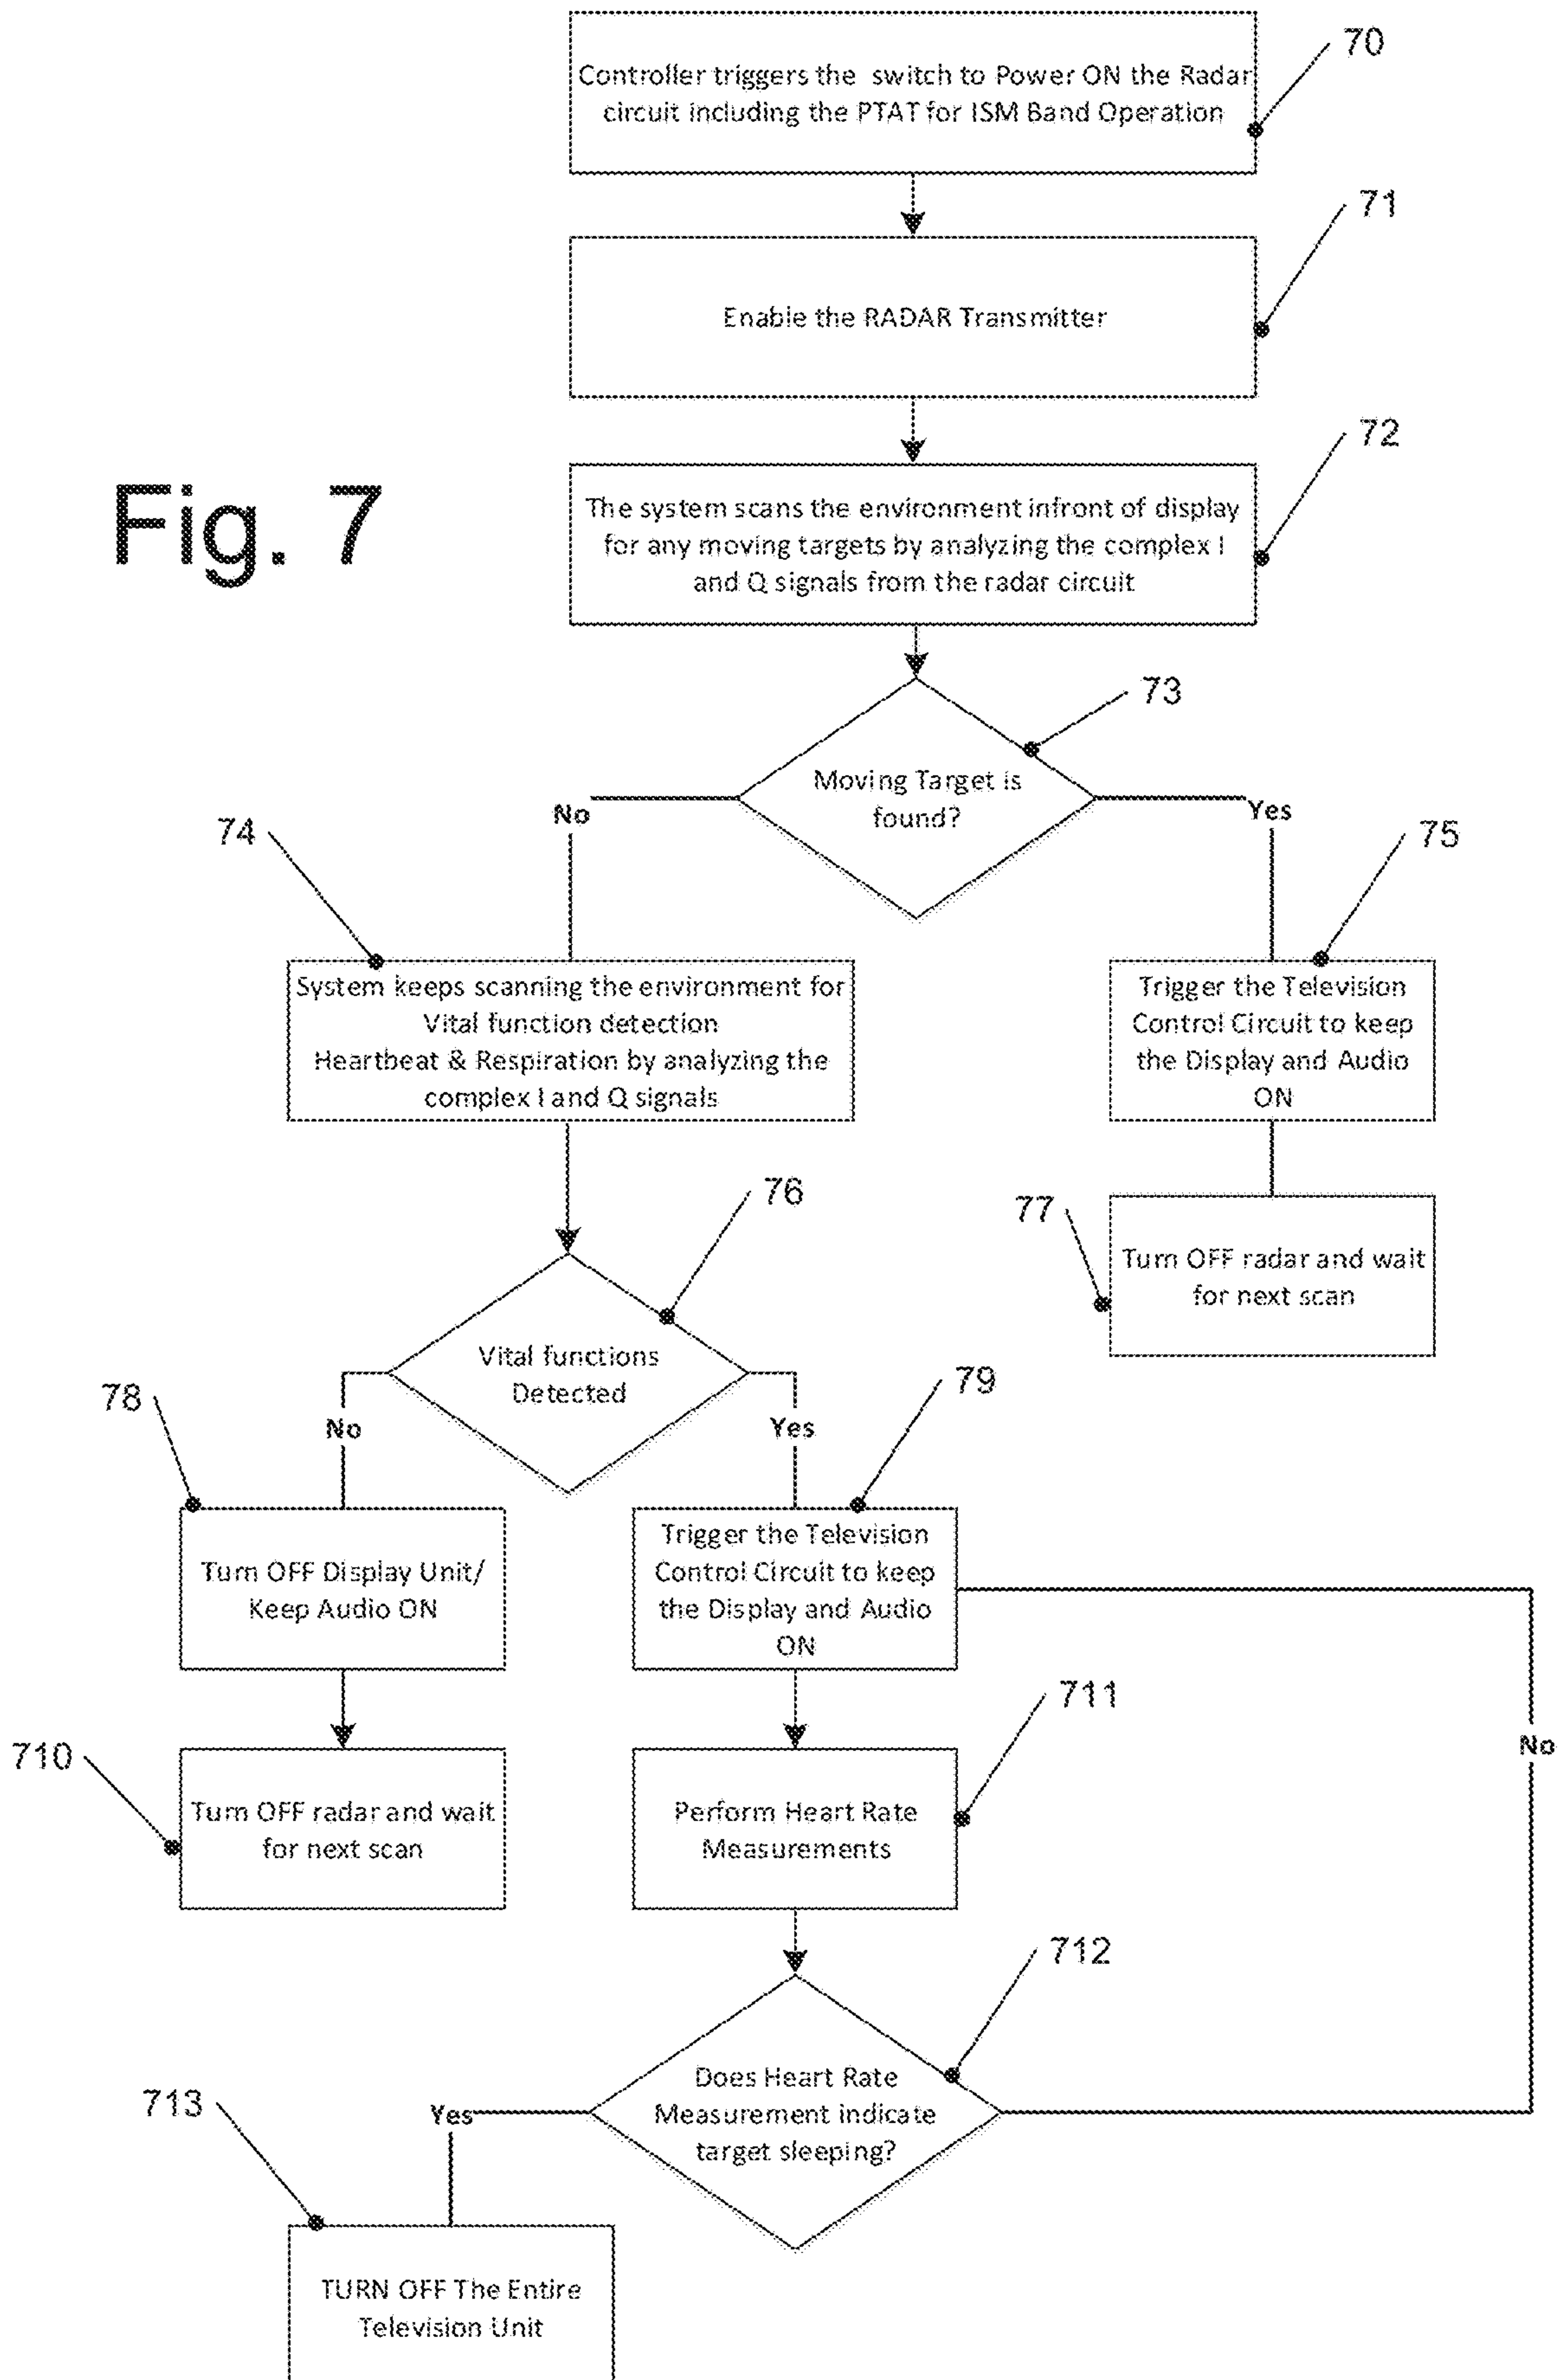 70
Controller triggers the switch to Power ON the Radar
circuit including the PTAT for ISM Band Operation
71
Enable the RADAR Transmitter
72
Fig. 7
The system scans the environment infront of display
for any moving targets by analyzing the complex I
and Q signals from the radar circuit
73
Moving Target is
found?
No
Yes
74
75
System keeps scanning the environment for
Vital function detection
Heartbeat & Respiration by analyzing the
complex I and Q signals
Trigger the Television
Control Circuit to keep
the Display and Audio
ON
76
77
Turn OFF radar and wait
for next scan
Vital functions
Detected
78
79
No
Yes
Turn OFF Display Unit/
Keep Audio ON
Trigger the Television
Control Circuit to keep
the Display and Audio
ON
711
710
No
Turn OFF radar and wait
for next scan
Perform Heart Rate
Measurements
712
Does Heart Rate
Measurement indicate
target sleeping?
713
Yes
TURN OFF The Entire
Television Unit